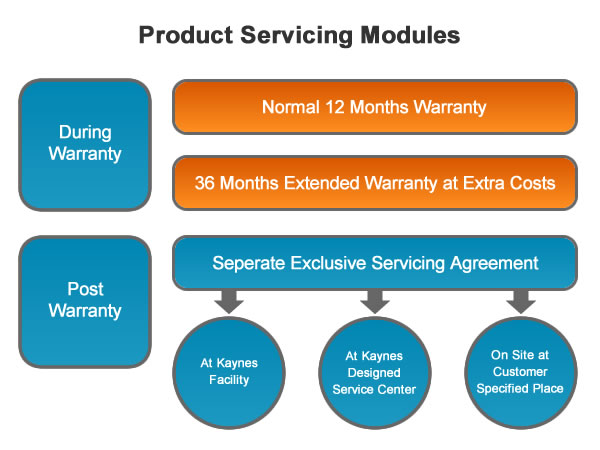 Product Servicing Modules
During
Warranty
Normal 12 Months Warranty
36 Months Extended Warranty at Extra Costs
Post
Warranty
Seperate Exclusive Servicing Agreement
At Kaynes
Facility
At Kaynes
Designed
Service Center
On Site at
Customer
Specified Place